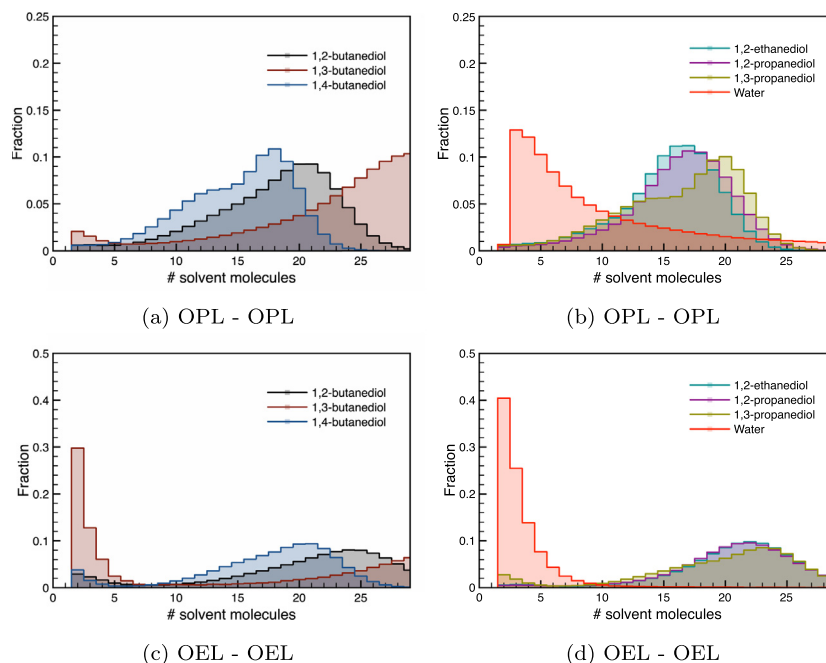 0.25
0.2
0.15
0.1
0.05
0
Fraction
0 5 10 15 20 25
# solvent molecules
1,2-butanediol
1,3-butanediol
1,4-butanediol
(a) OPL - OPL
0.25
0.2
0.15
0.1
0.05
0
Fraction
0 5 10 15 20 25
# solvent molecules
1,2-ethanediol
1,2-propanediol
1,3-propanediol
Water
(b) OPL - OPL
0.5
0.4
0.3
0.2
0.1
0
Fraction
0 5 10 15 20 25
# solvent molecules
1,2-butanediol
1,3-butanediol
1,4-butanediol
(c) OEL - OEL
0.5
0.4
0.3
0.2
0.1
0
Fraction
0 5 10 15 20 25
# solvent molecules
1,2-ethanediol
1,2-propanediol
1,3-propanediol
Water
(d) OEL - OEL